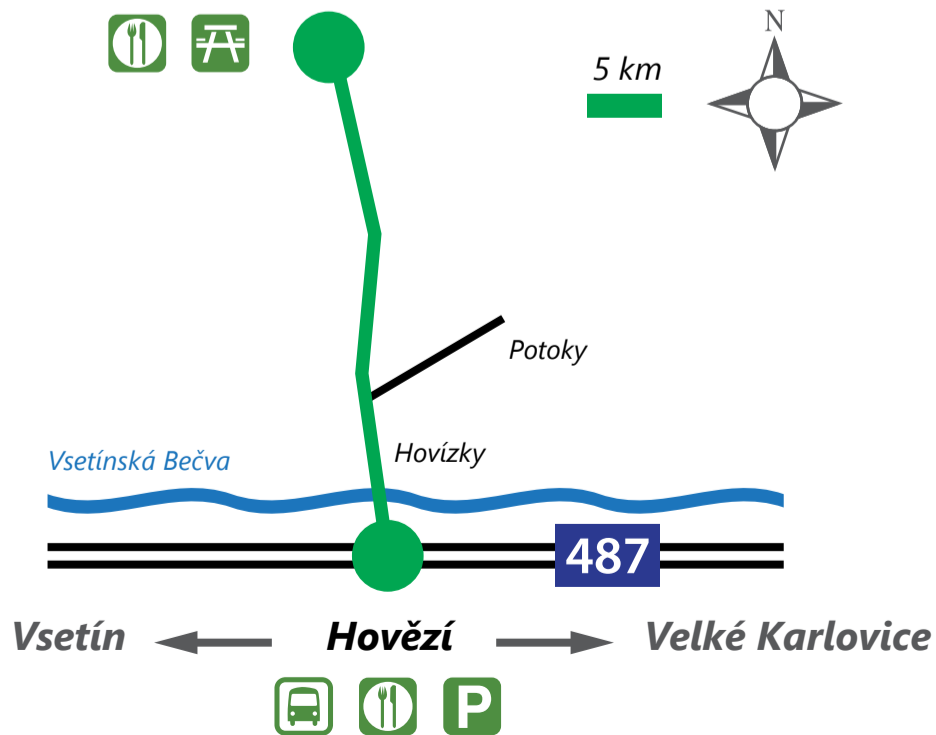 N
5 km
Potoky
Hovízky
Vsetínská Bečva
487
Vsetín
Hovězí
Velké Karlovice
P